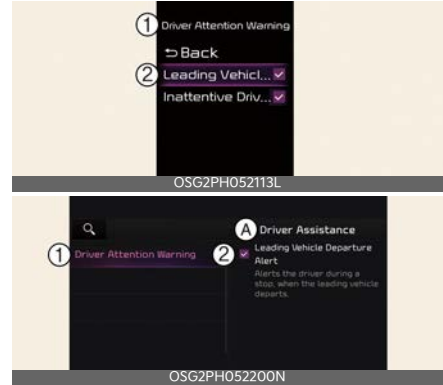 ① Driver Attention Warning
⮌ Back
② Leading Vehicl...
Inattentive Driv...
OSG2PH052113L
Ⓐ Driver Assistance
① Driver Attention Warning
② Leading Vehicle Departure
Alert
Alerts the driver during a
stop, when the leading vehicle
departs.
OSG2PH052200N